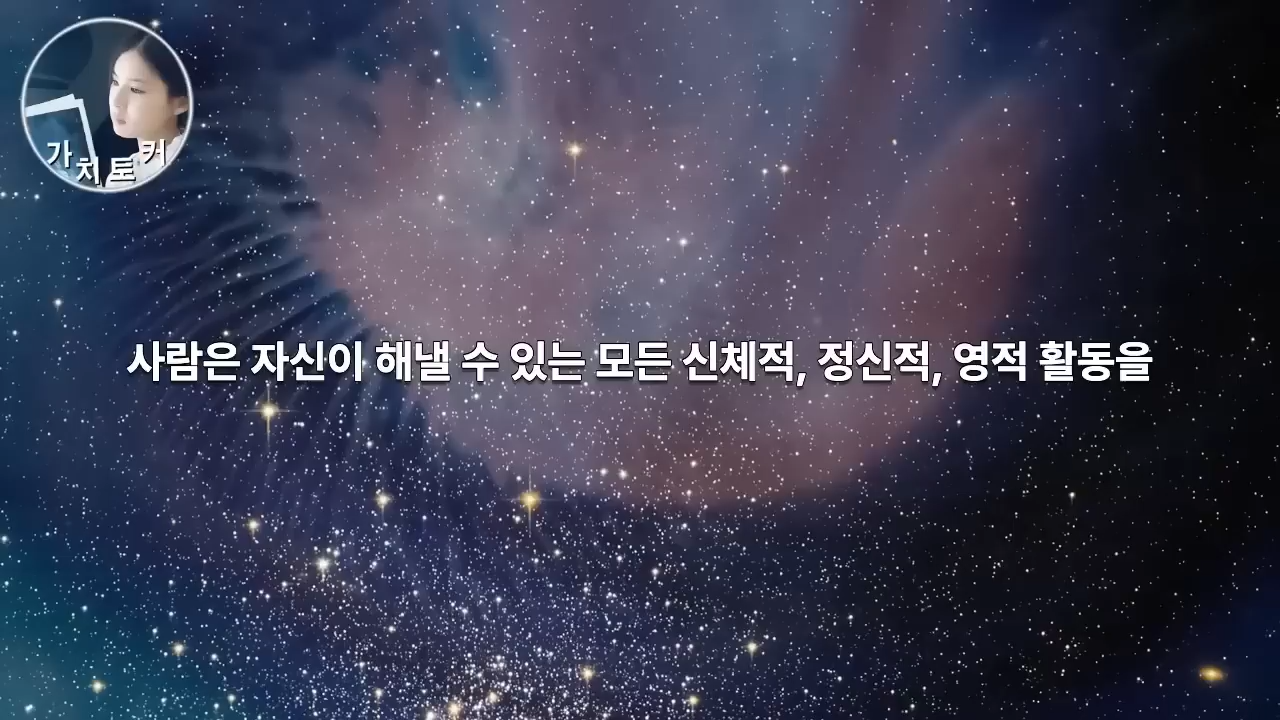 가치토커
사람은 자신이 해낼 수 있는 모든 신체적, 정신적, 영적 활동을